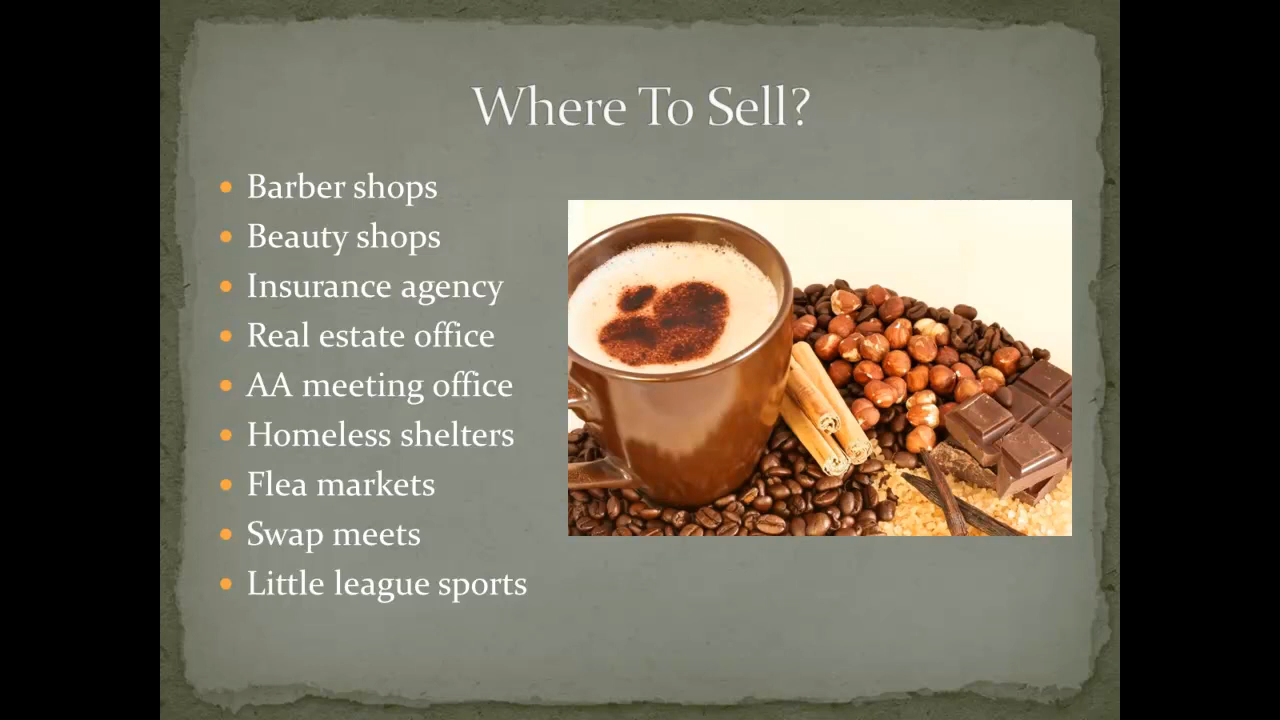 Where To Sell?
Barber shops
Beauty shops
Insurance agency
Real estate office
AA meeting office
Homeless shelters
Flea markets
Swap meets
Little league sports